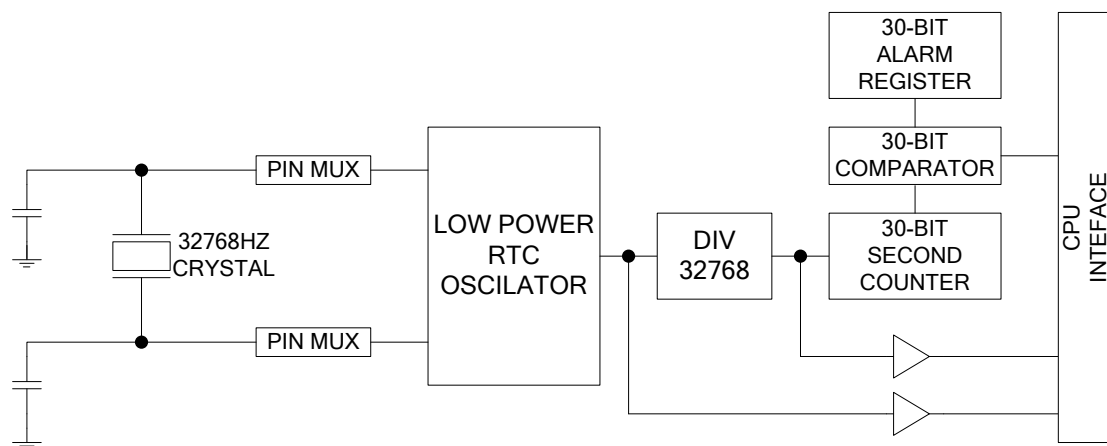 30-BIT
ALARM
REGISTER
PIN MUX
30-BIT
COMPARATOR
32768HZ
CRYSTAL
LOW POWER
RTC
OSCILATOR
DIV
32768
30-BIT
SECOND
COUNTER
CPU
INTEFACE
PIN MUX